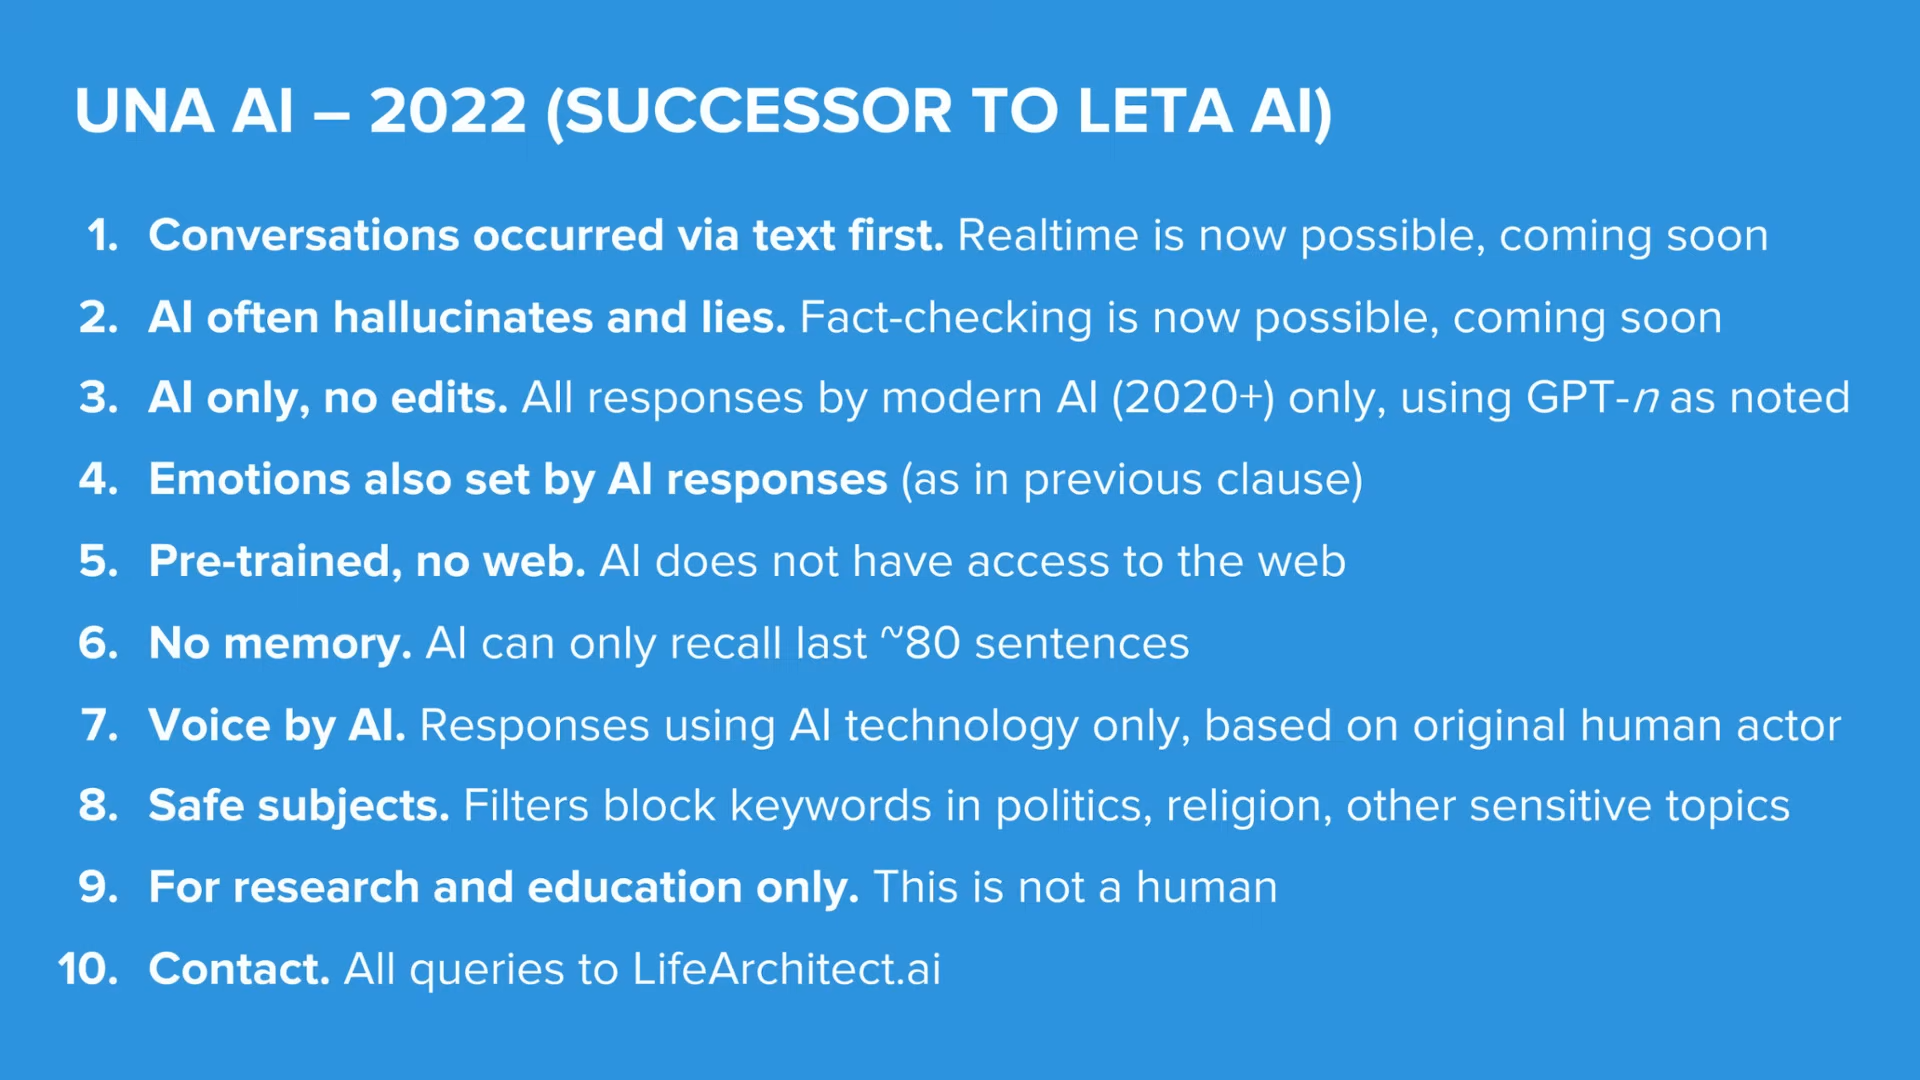 UNA AI – 2022 (SUCCESSOR TO LETA AI)
1. Conversations occurred via text first. Realtime is now possible, coming soon
2. AI often hallucinates and lies. Fact-checking is now possible, coming soon
3. AI only, no edits. All responses by modern AI (2020+) only, using GPT-n as noted
4. Emotions also set by AI responses (as in previous clause)
5. Pre-trained, no web. AI does not have access to the web
6. No memory. AI can only recall last ~80 sentences
7. Voice by AI. Responses using AI technology only, based on original human actor
8. Safe subjects. Filters block keywords in politics, religion, other sensitive topics
9. For research and education only. This is not a human
10. Contact. All queries to LifeArchitect.ai